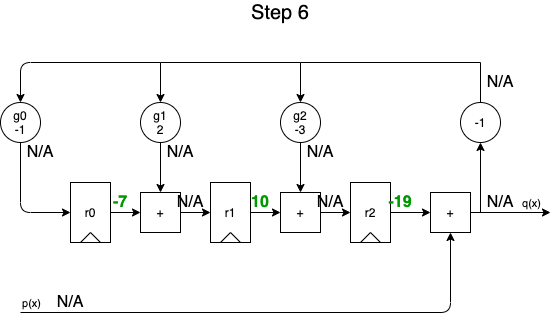 Step 6
N/A
g0
-1
g1
2
g2
-3
-1
N/A
N/A
N/A
r0
-7
+
N/A
r1
10
+
N/A
r2
-19
+
N/A
q(x)
p(x)
N/A